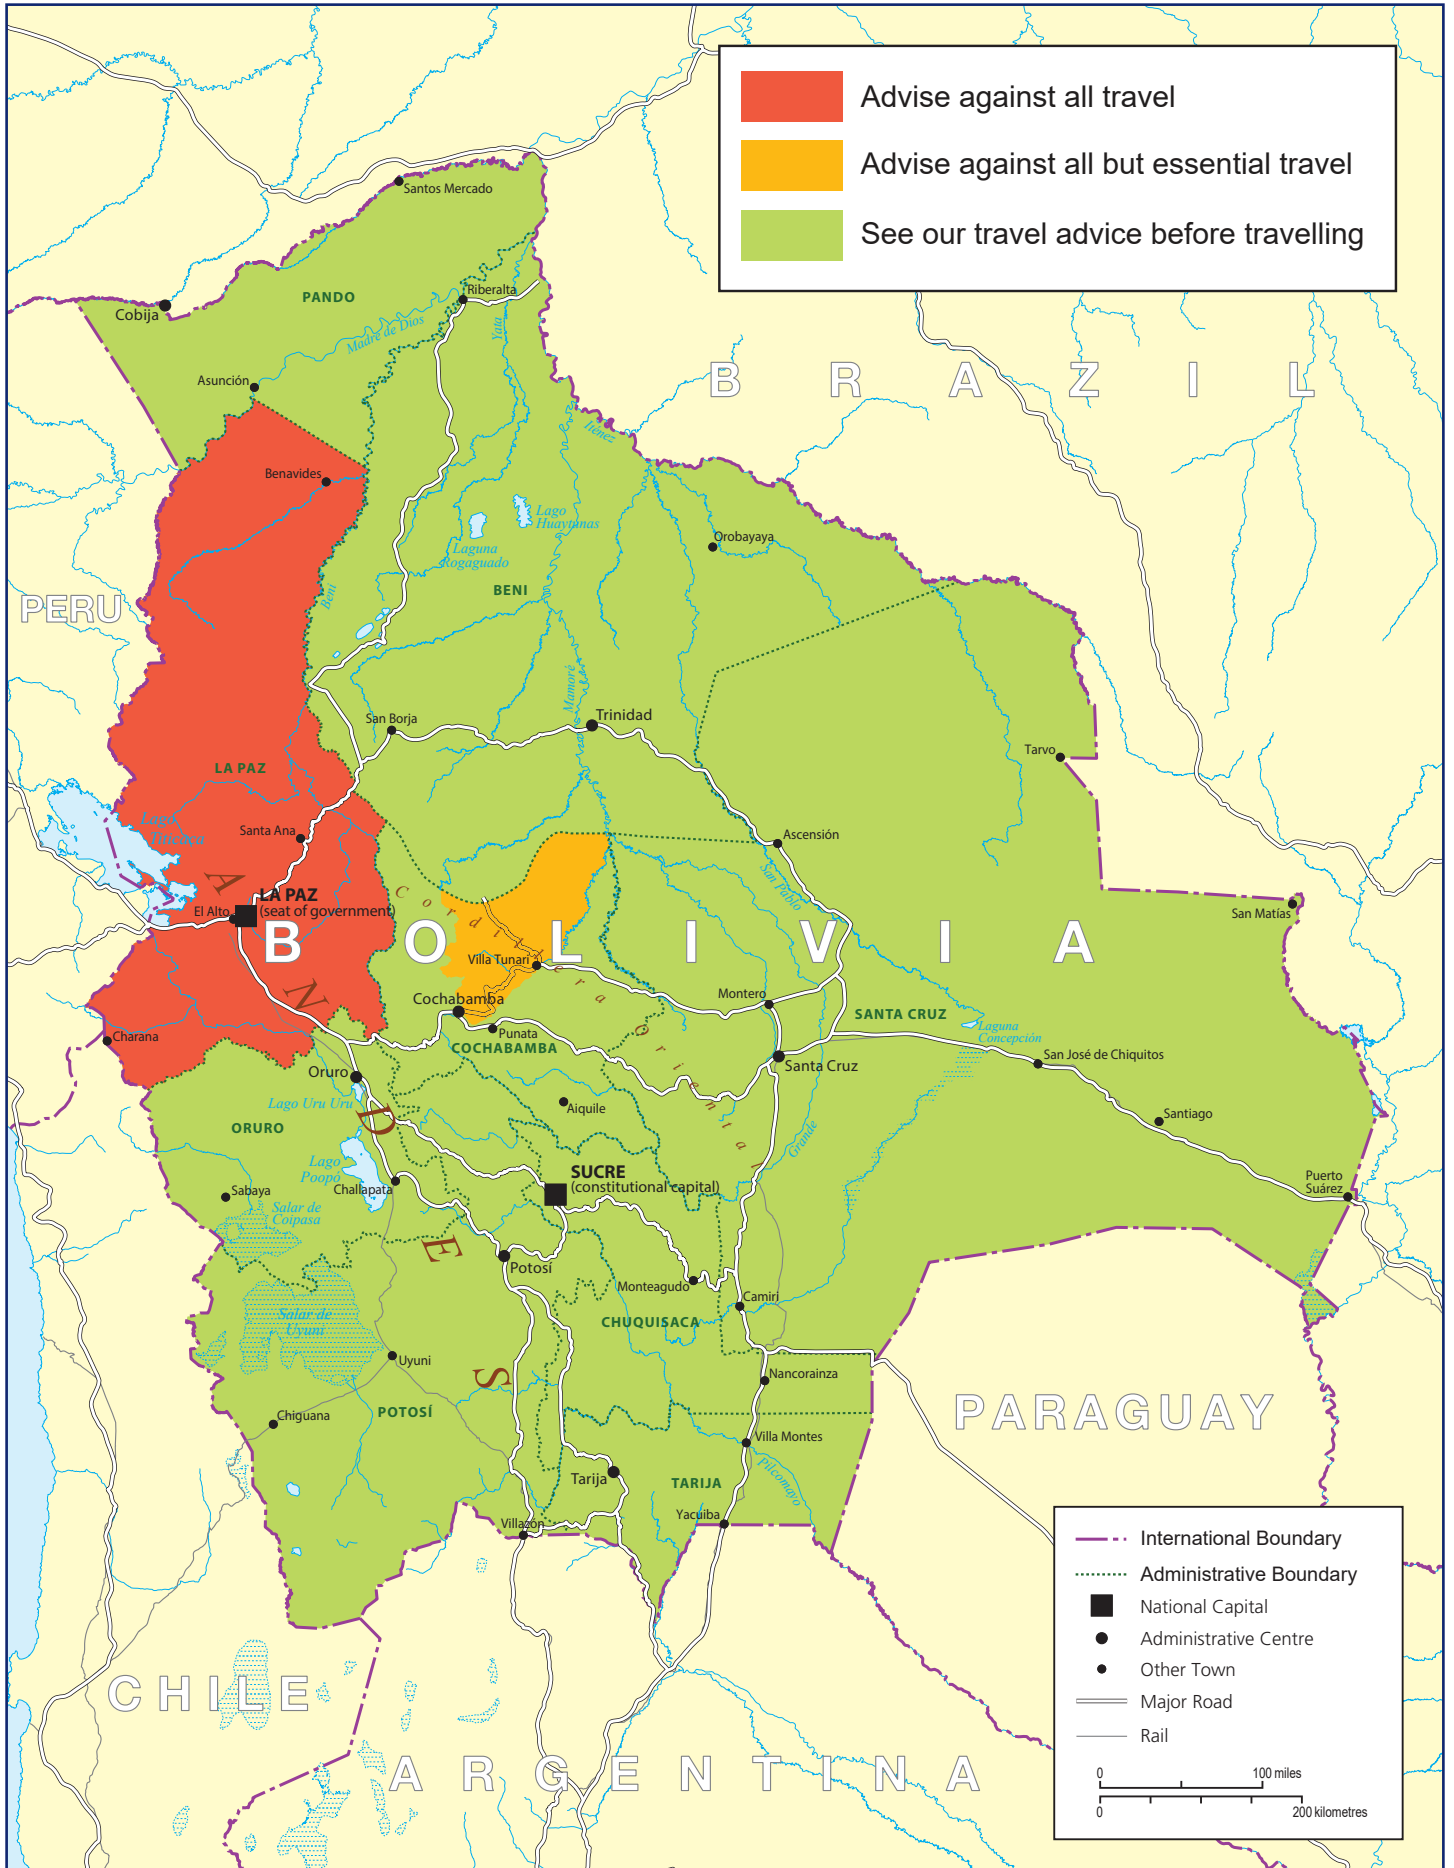 Advise against all travel
Advise against all but essential travel
See our travel advice before travelling
Santos Mercado
PANDO
Riberalta
Cobija
Madre de Dios
Yata
Asunción
B R A Z I L
Iténez
Benavides
Lago
Huaytunas
Laguna
Rogaguado
Orobayaya
BENI
Beni
PERU
Mamoré
San Borja
Trinidad
Tarvo
LA PAZ
Lago
Titicaca
Santa Ana
Ascensión
San Pablo
LA PAZ
(seat of government)
El Alto
San Matías
B O L I V I A
A N D E S
Cordillera Oriental
Villa Tunari
Cochabamba
Montero
SANTA CRUZ
Punata
COCHABAMBA
Laguna
Concepción
Charana
San José de Chiquitos
Oruro
Santa Cruz
Lago Uru Uru
Aiquile
Santiago
ORURO
Grande
Lago
Poopó
SUCRE
(constitutional capital)
Challapata
Sabaya
Puerto
Suárez
Salar de
Coipasa
Potosí
Monteagudo
Camiri
Salar de
Uyuni
CHUQUISACA
Uyuni
Nancorainza
Chiguana
POTOSÍ
PARAGUAY
Villa Montes
Pilcomayo
Tarija
TARIJA
Yacuiba
Villazón
CHILE
A R G E N T I N A
International Boundary
Administrative Boundary
National Capital
Administrative Centre
Other Town
Major Road
Rail
0 100 miles
0 200 kilometres